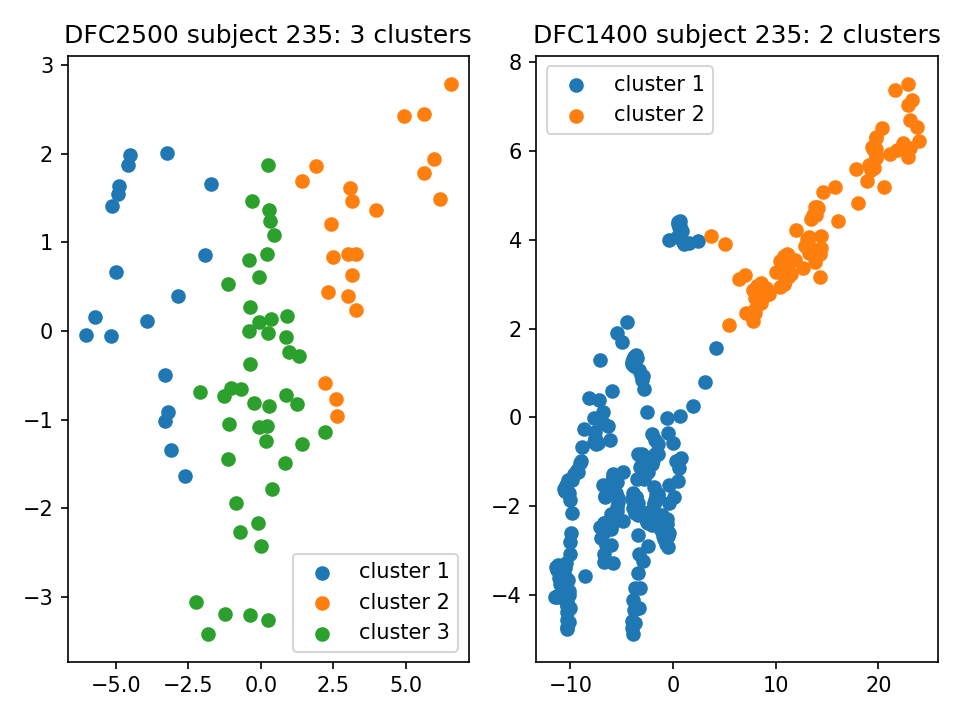 DFC2500 subject 235: 3 clusters
3
2
1
0
−1
−2
−3
−5.0 −2.5 0.0 2.5 5.0
cluster 1
cluster 2
cluster 3
DFC1400 subject 235: 2 clusters
8
6
4
2
0
−2
−4
−10 0 10 20
cluster 1
cluster 2